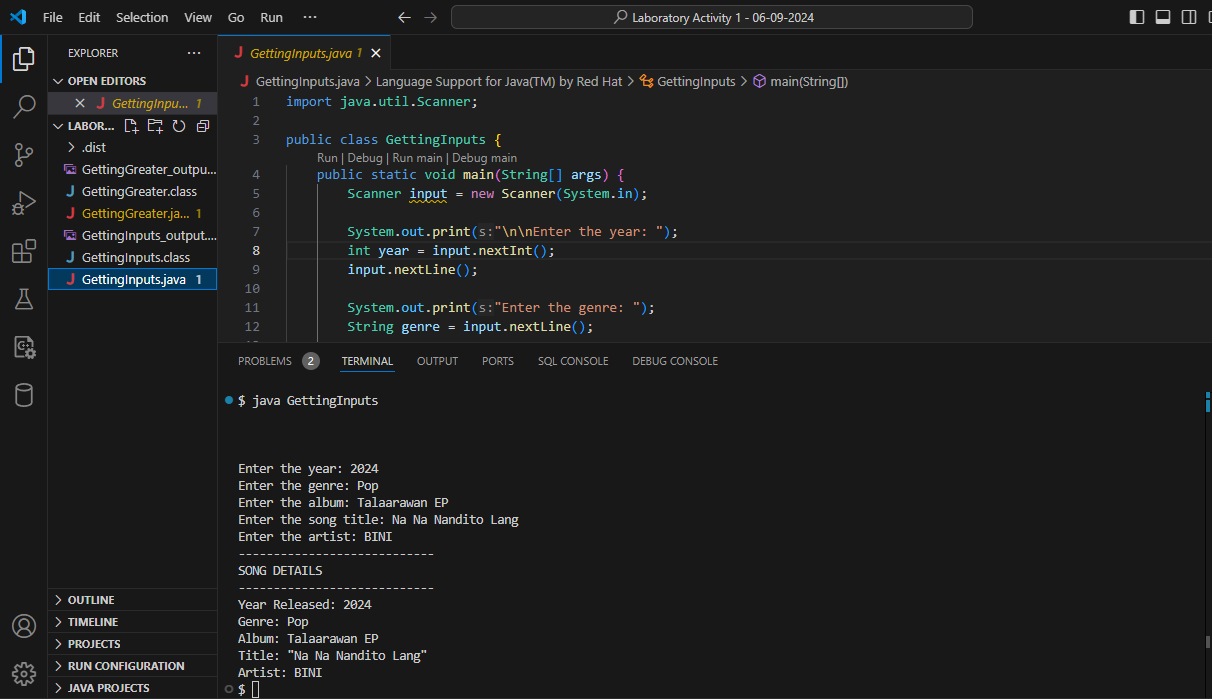 File Edit Selection View Go Run ···
Laboratory Activity 1 - 06-09-2024
EXPLORER ···
OPEN EDITORS
J GettingInpu... 1
LABOR...
.dist
GettingGreater_outpu...
J GettingGreater.class
J GettingGreater.ja... 1
GettingInputs_output....
J GettingInputs.class
J GettingInputs.java 1
OUTLINE
TIMELINE
PROJECTS
RUN CONFIGURATION
JAVA PROJECTS
J GettingInputs.java 1
J GettingInputs.java > Language Support for Java(TM) by Red Hat > GettingInputs > main(String[])
1 import java.util.Scanner;
2
3 public class GettingInputs {
Run | Debug | Run main | Debug main
4 public static void main(String[] args) {
5 Scanner input = new Scanner(System.in);
6
7 System.out.print(s:"\n\nEnter the year: ");
8 int year = input.nextInt();
9 input.nextLine();
10
11 System.out.print(s:"Enter the genre: ");
12 String genre = input.nextLine();
PROBLEMS 2 TERMINAL OUTPUT PORTS SQL CONSOLE DEBUG CONSOLE
$ java GettingInputs
Enter the year: 2024
Enter the genre: Pop
Enter the album: Talaarawan EP
Enter the song title: Na Na Nandito Lang
Enter the artist: BINI
----------------------------
SONG DETAILS
----------------------------
Year Released: 2024
Genre: Pop
Album: Talaarawan EP
Title: "Na Na Nandito Lang"
Artist: BINI
$